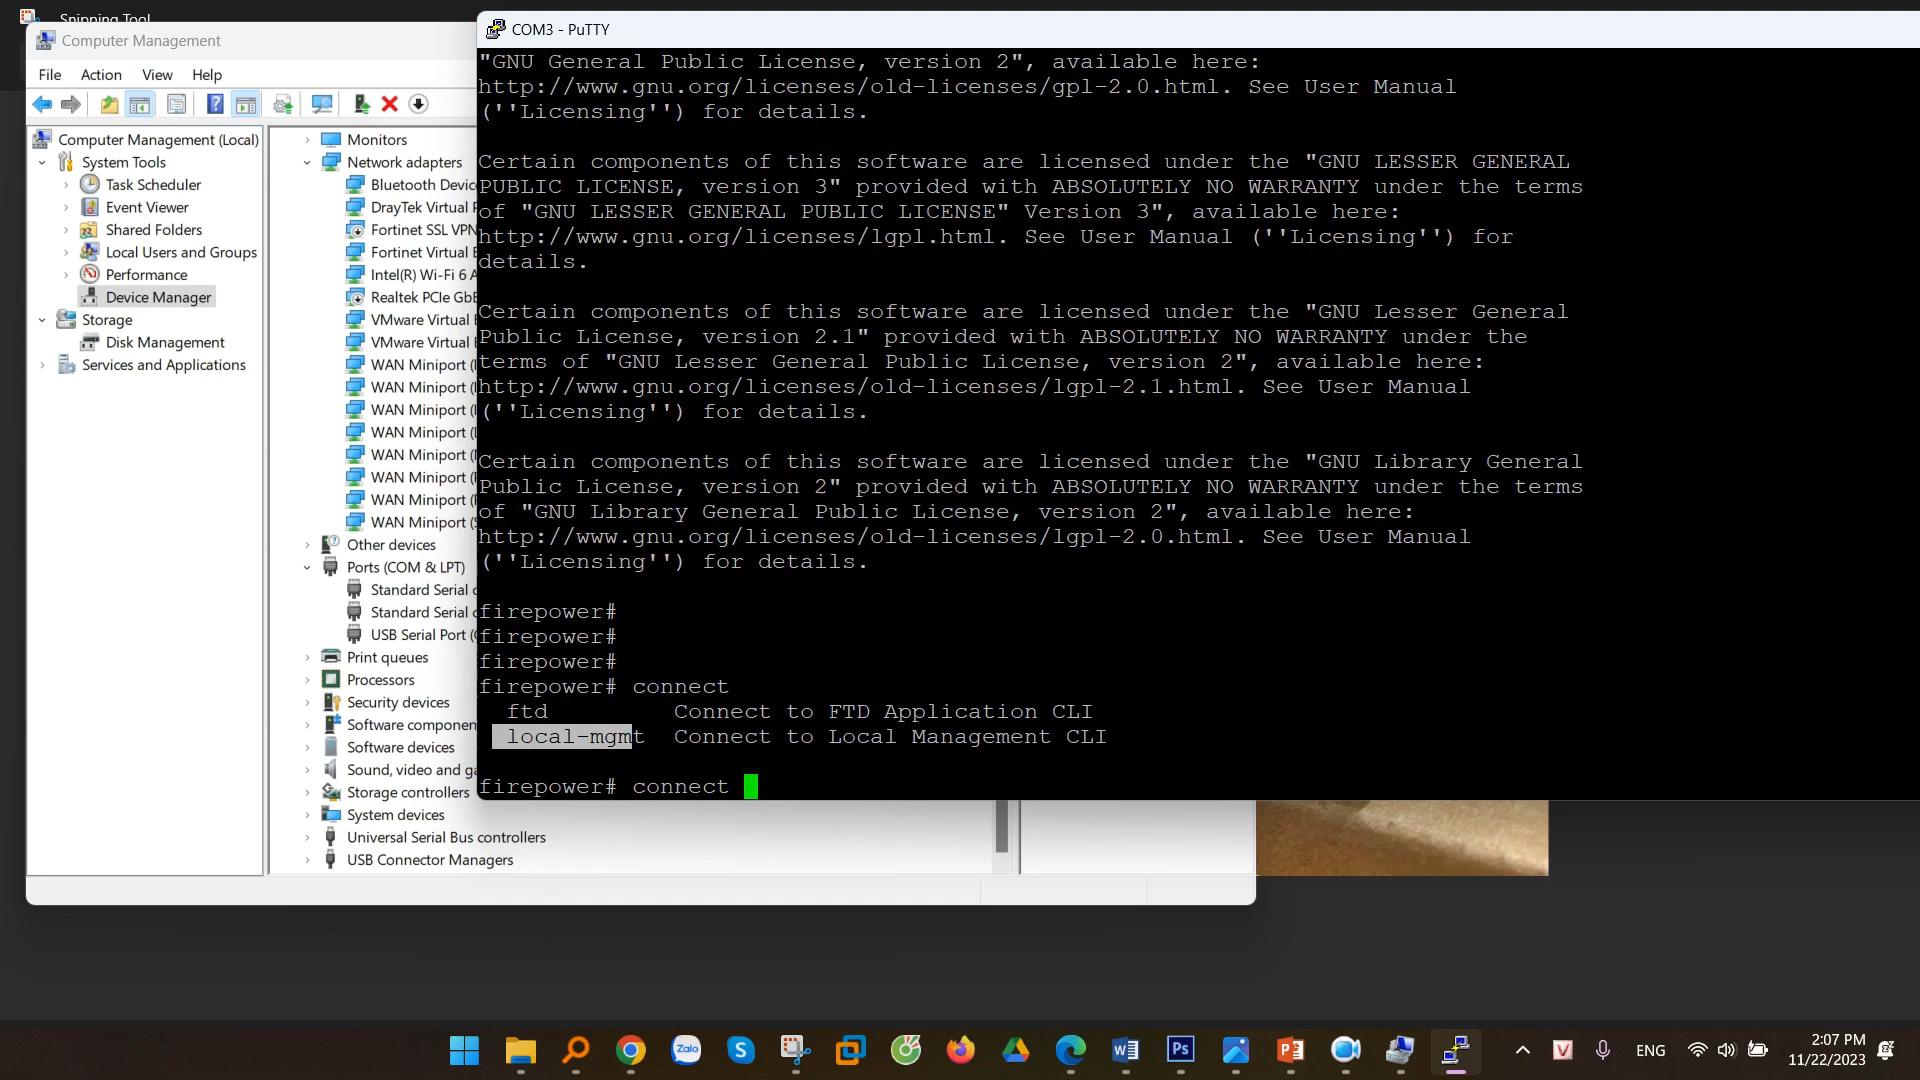 Snipping Tool
Computer Management
File Action View Help
Computer Management (Local)
System Tools
Task Scheduler
Event Viewer
Shared Folders
Local Users and Groups
Performance
Device Manager
Storage
Disk Management
Services and Applications
Monitors
Network adapters
Bluetooth Devic
DrayTek Virtual
Fortinet SSL VPN
Fortinet Virtual
Intel(R) Wi-Fi 6 A
Realtek PCIe GbE
VMware Virtual E
VMware Virtual E
WAN Miniport (
WAN Miniport (
WAN Miniport (
WAN Miniport (
WAN Miniport (
WAN Miniport (
WAN Miniport (
WAN Miniport (
Other devices
Ports (COM & LPT)
Standard Serial
Standard Serial
USB Serial Port (
Print queues
Processors
Security devices
Software componen
Software devices
Sound, video and ga
Storage controllers
System devices
Universal Serial Bus controllers
USB Connector Managers
COM3 - PuTTY
"GNU General Public License, version 2", available here:
http://www.gnu.org/licenses/old-licenses/gpl-2.0.html. See User Manual
(''Licensing'') for details.
Certain components of this software are licensed under the "GNU LESSER GENERAL
PUBLIC LICENSE, version 3" provided with ABSOLUTELY NO WARRANTY under the terms
of "GNU LESSER GENERAL PUBLIC LICENSE" Version 3", available here:
http://www.gnu.org/licenses/lgpl.html. See User Manual (''Licensing'') for
details.
Certain components of this software are licensed under the "GNU Lesser General
Public License, version 2.1" provided with ABSOLUTELY NO WARRANTY under the
terms of "GNU Lesser General Public License, version 2", available here:
http://www.gnu.org/licenses/old-licenses/lgpl-2.1.html. See User Manual
(''Licensing'') for details.
Certain components of this software are licensed under the "GNU Library General
Public License, version 2" provided with ABSOLUTELY NO WARRANTY under the terms
of "GNU Library General Public License, version 2", available here:
http://www.gnu.org/licenses/old-licenses/lgpl-2.0.html. See User Manual
(''Licensing'') for details.
firepower#
firepower#
firepower#
firepower# connect
ftd Connect to FTD Application CLI
local-mgmt Connect to Local Management CLI
firepower# connect
Zalo
ENG
2:07 PM
11/22/2023